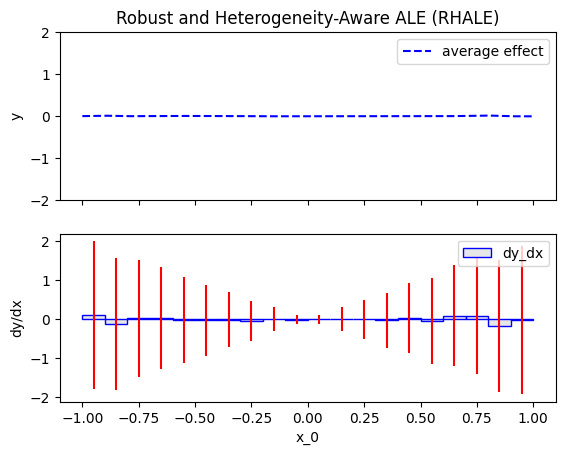 Robust and Heterogeneity-Aware ALE (RHALE)
2
average effect
1
y
0
−1
−2
2
dy_dx
1
dy/dx
0
−1
−2
−1.00 −0.75 −0.50 −0.25 0.00 0.25 0.50 0.75 1.00
x_0